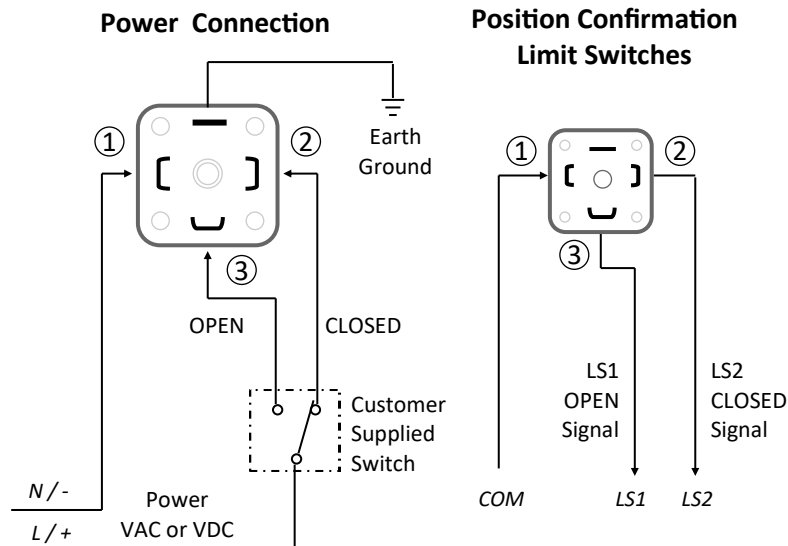 Power Connection
①
②
③
Earth
Ground
OPEN
CLOSED
Customer
Supplied
Switch
N / -
L / +
Power
VAC or VDC
Position Confirmation
Limit Switches
①
②
③
LS1
OPEN
Signal
LS2
CLOSED
Signal
COM
LS1
LS2